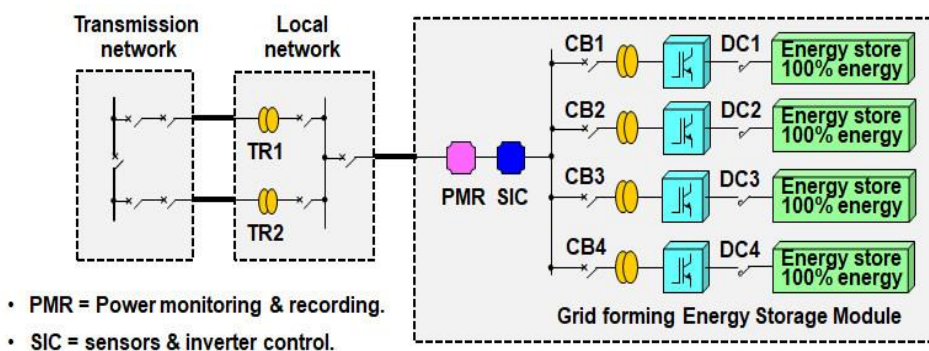 Transmission
network
Local
network
TR1
TR2
PMR
SIC
CB1
DC1
Energy store
100% energy
CB2
DC2
Energy store
100% energy
CB3
DC3
Energy store
100% energy
CB4
DC4
Energy store
100% energy
Grid forming Energy Storage Module
• PMR = Power monitoring & recording.
• SIC = sensors & inverter control.